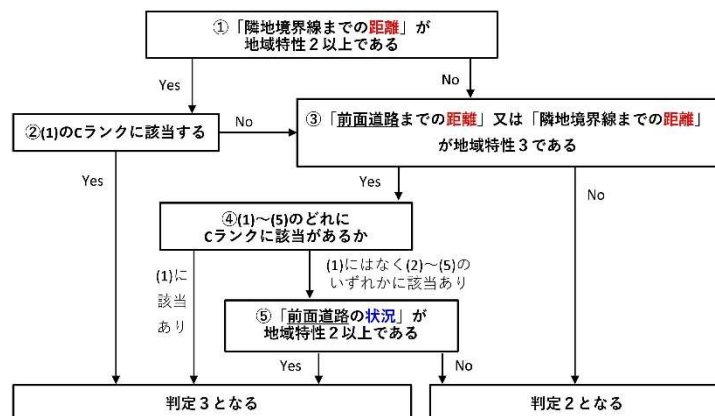 ①「隣地境界線までの距離」が
地域特性２以上である
Yes
No
②(1)のCランクに該当する
No
③「前面道路までの距離」又は「隣地境界線までの距離」
が地域特性３である
Yes
Yes
No
④(1)～(5)のどれに
Cランクに該当があるか
(1)に
該当
あり
(1)にはなく(2)～(5)の
いずれかに該当あり
⑤「前面道路の状況」が
地域特性２以上である
Yes
No
判定３となる
判定２となる